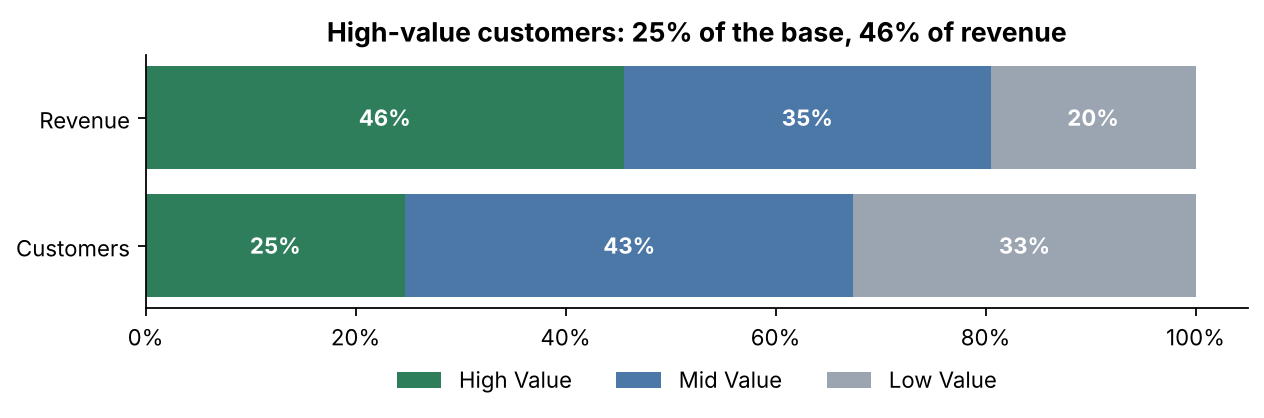 High-value customers: 25% of the base, 46% of revenue
Revenue
46%
35%
20%
Customers
25%
43%
33%
0%
20%
40%
60%
80%
100%
High Value
Mid Value
Low Value